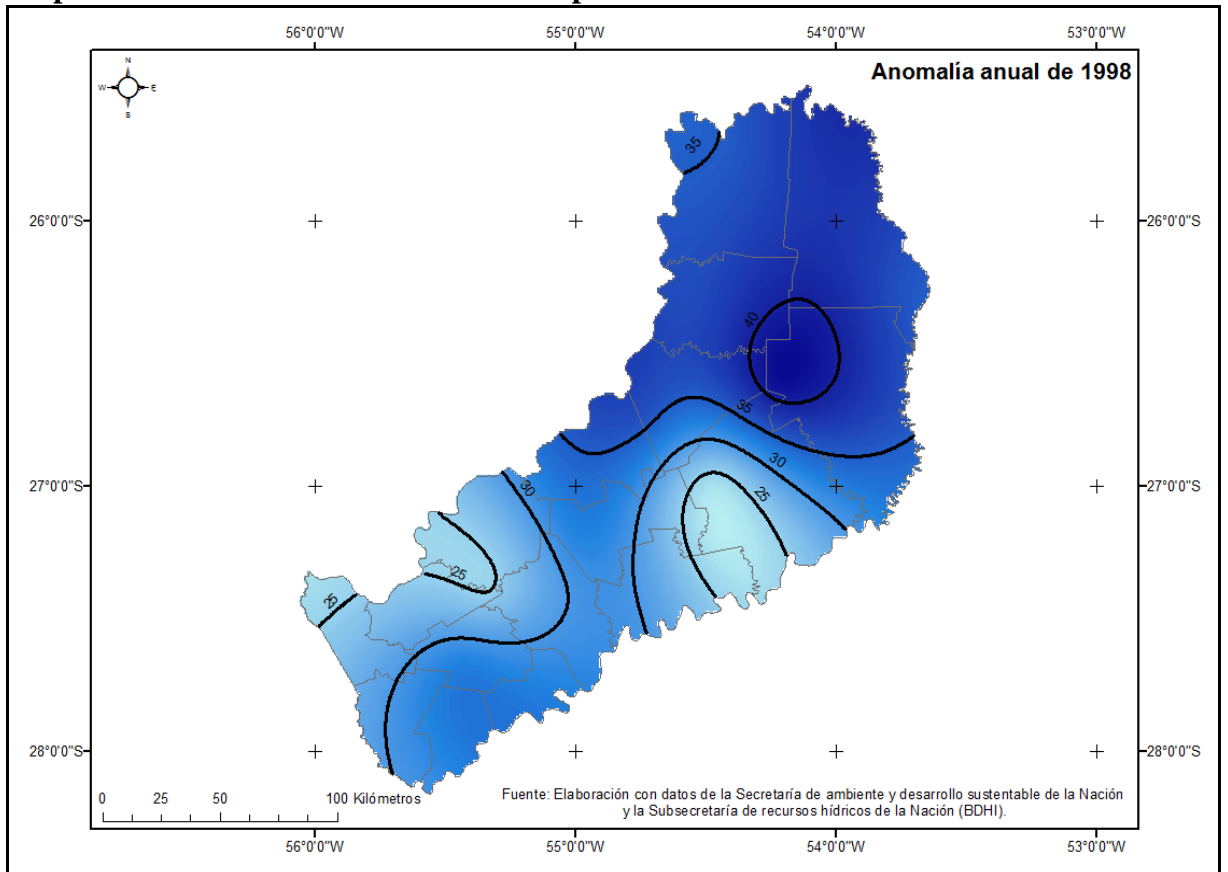 56°0'0"W 55°0'0"W 54°0'0"W 53°0'0"W
Anomalía anual de 1998
N
W E
S
35
26°0'0"S 26°0'0"S
40
35
30
27°0'0"S 27°0'0"S
30
25
25
25
28°0'0"S 28°0'0"S
0 25 50 100 Kilómetros
Fuente: Elaboración con datos de la Secretaría de ambiente y desarrollo sustentable de la Nación
y la Subsecretaría de recursos hídricos de la Nación (BDHI).
56°0'0"W 55°0'0"W 54°0'0"W 53°0'0"W